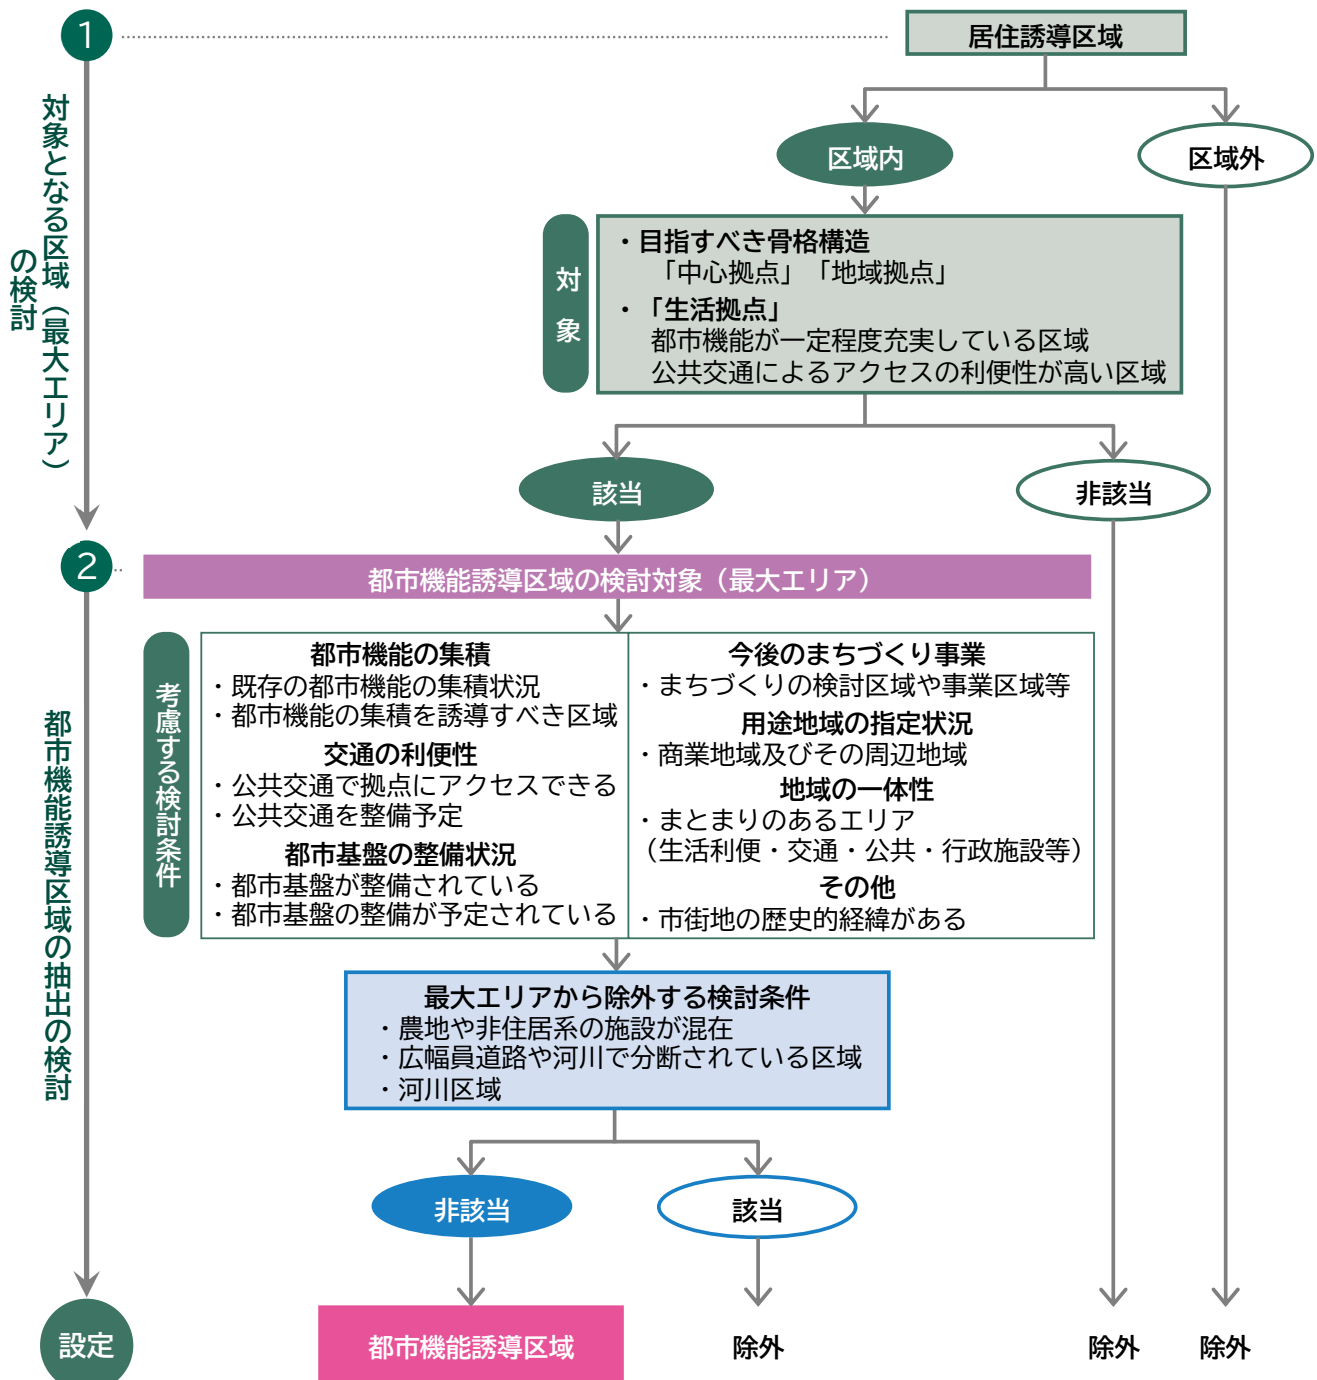 1
居住誘導区域
対象となる区域（最大エリア）
の検討
区域内
区域外
対象
・目指すべき骨格構造
「中心拠点」「地域拠点」
・「生活拠点」
都市機能が一定程度充実している区域
公共交通によるアクセスの利便性が高い区域
該当
非該当
2
都市機能誘導区域の検討対象（最大エリア）
都市機能誘導区域の抽出の検討
考慮する検討条件
都市機能の集積
・既存の都市機能の集積状況
・都市機能の集積を誘導すべき区域
交通の利便性
・公共交通で拠点にアクセスできる
・公共交通を整備予定
都市基盤の整備状況
・都市基盤が整備されている
・都市基盤の整備が予定されている
今後のまちづくり事業
・まちづくりの検討区域や事業区域等
用途地域の指定状況
・商業地域及びその周辺地域
地域の一体性
・まとまりのあるエリア
（生活利便・交通・公共・行政施設等）
その他
・市街地の歴史的経緯がある
最大エリアから除外する検討条件
・農地や非住居系の施設が混在
・広幅員道路や河川で分断されている区域
・河川区域
非該当
該当
設定
都市機能誘導区域
除外
除外
除外